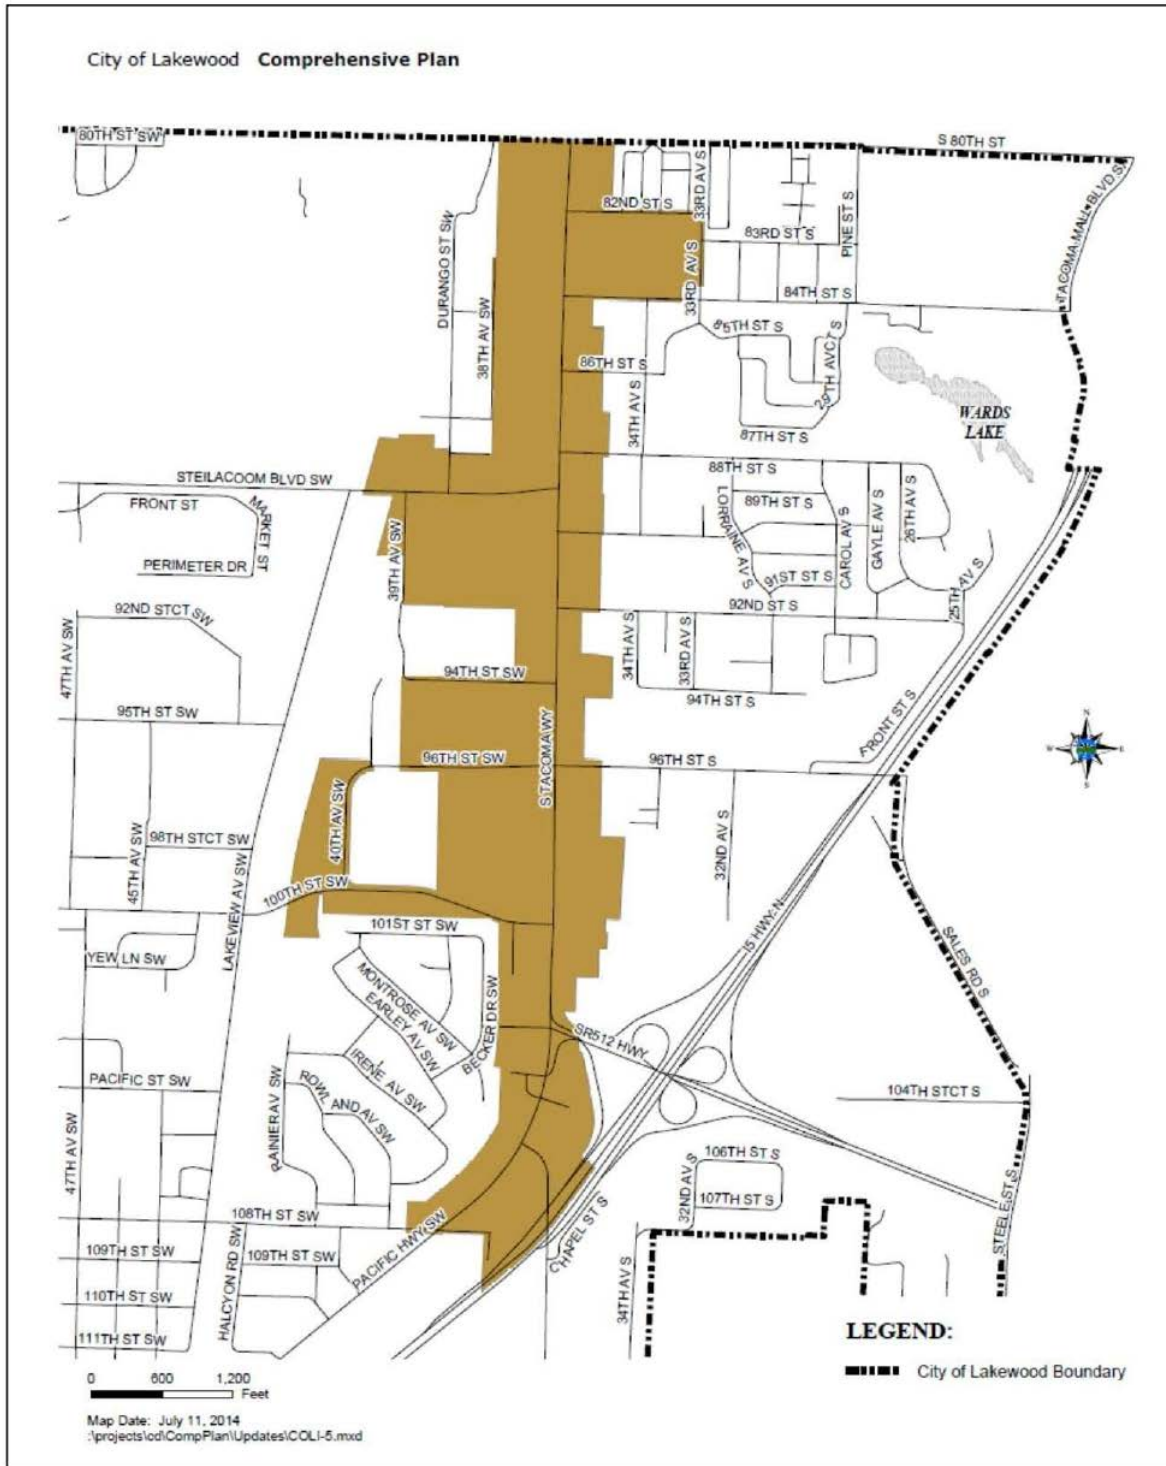 City of Lakewood Comprehensive Plan
80TH ST SW
S 80TH ST
TACOMA MALL BLVD S
33RD AV S
82ND ST S
83RD ST S
PINE ST S
DURANGO ST SW
33RD AV S
84TH ST S
38TH AV SW
85TH ST S
86TH ST S
29TH AVCT S
34TH AV S
WARDS
LAKE
87TH ST S
STEILACOOM BLVD SW
88TH ST S
FRONT ST
MARKET ST
39TH AV SW
LORRAINE AV S
89TH ST S
CAROL AV S
GAYLE AV S
26TH AV S
PERIMETER DR
91ST ST S
25TH AV S
92ND STCT SW
92ND ST S
47TH AV SW
34TH AV S
33RD AV S
94TH ST SW
94TH ST S
95TH ST SW
FRONT ST S
S TACOMA WY
96TH ST SW
96TH ST S
N
W
E
S
40TH AV SW
32ND AV S
98TH STCT SW
45TH AV SW
100TH ST SW
LAKEVIEW AV SW
101ST ST SW
I5 HWY N
SALES RD S
YEW LN SW
MONTROSE AV SW
EARLEY AV SW
BECKER DR SW
SR512 HWY
IRENE AV SW
PACIFIC ST SW
RAINIER AV SW
ROWLAND AV SW
104TH STCT S
47TH AV SW
106TH ST S
32ND AV S
107TH ST S
STEELE ST S
108TH ST SW
PACIFIC HWY SW
CHAPEL ST S
109TH ST SW
HALCYON RD SW
109TH ST SW
34TH AV S
110TH ST SW
111TH ST SW
LEGEND:
City of Lakewood Boundary
0 600 1,200
Feet
Map Date: July 11, 2014
:\projects\cd\CompPlan\Updates\COLI-5.mxd